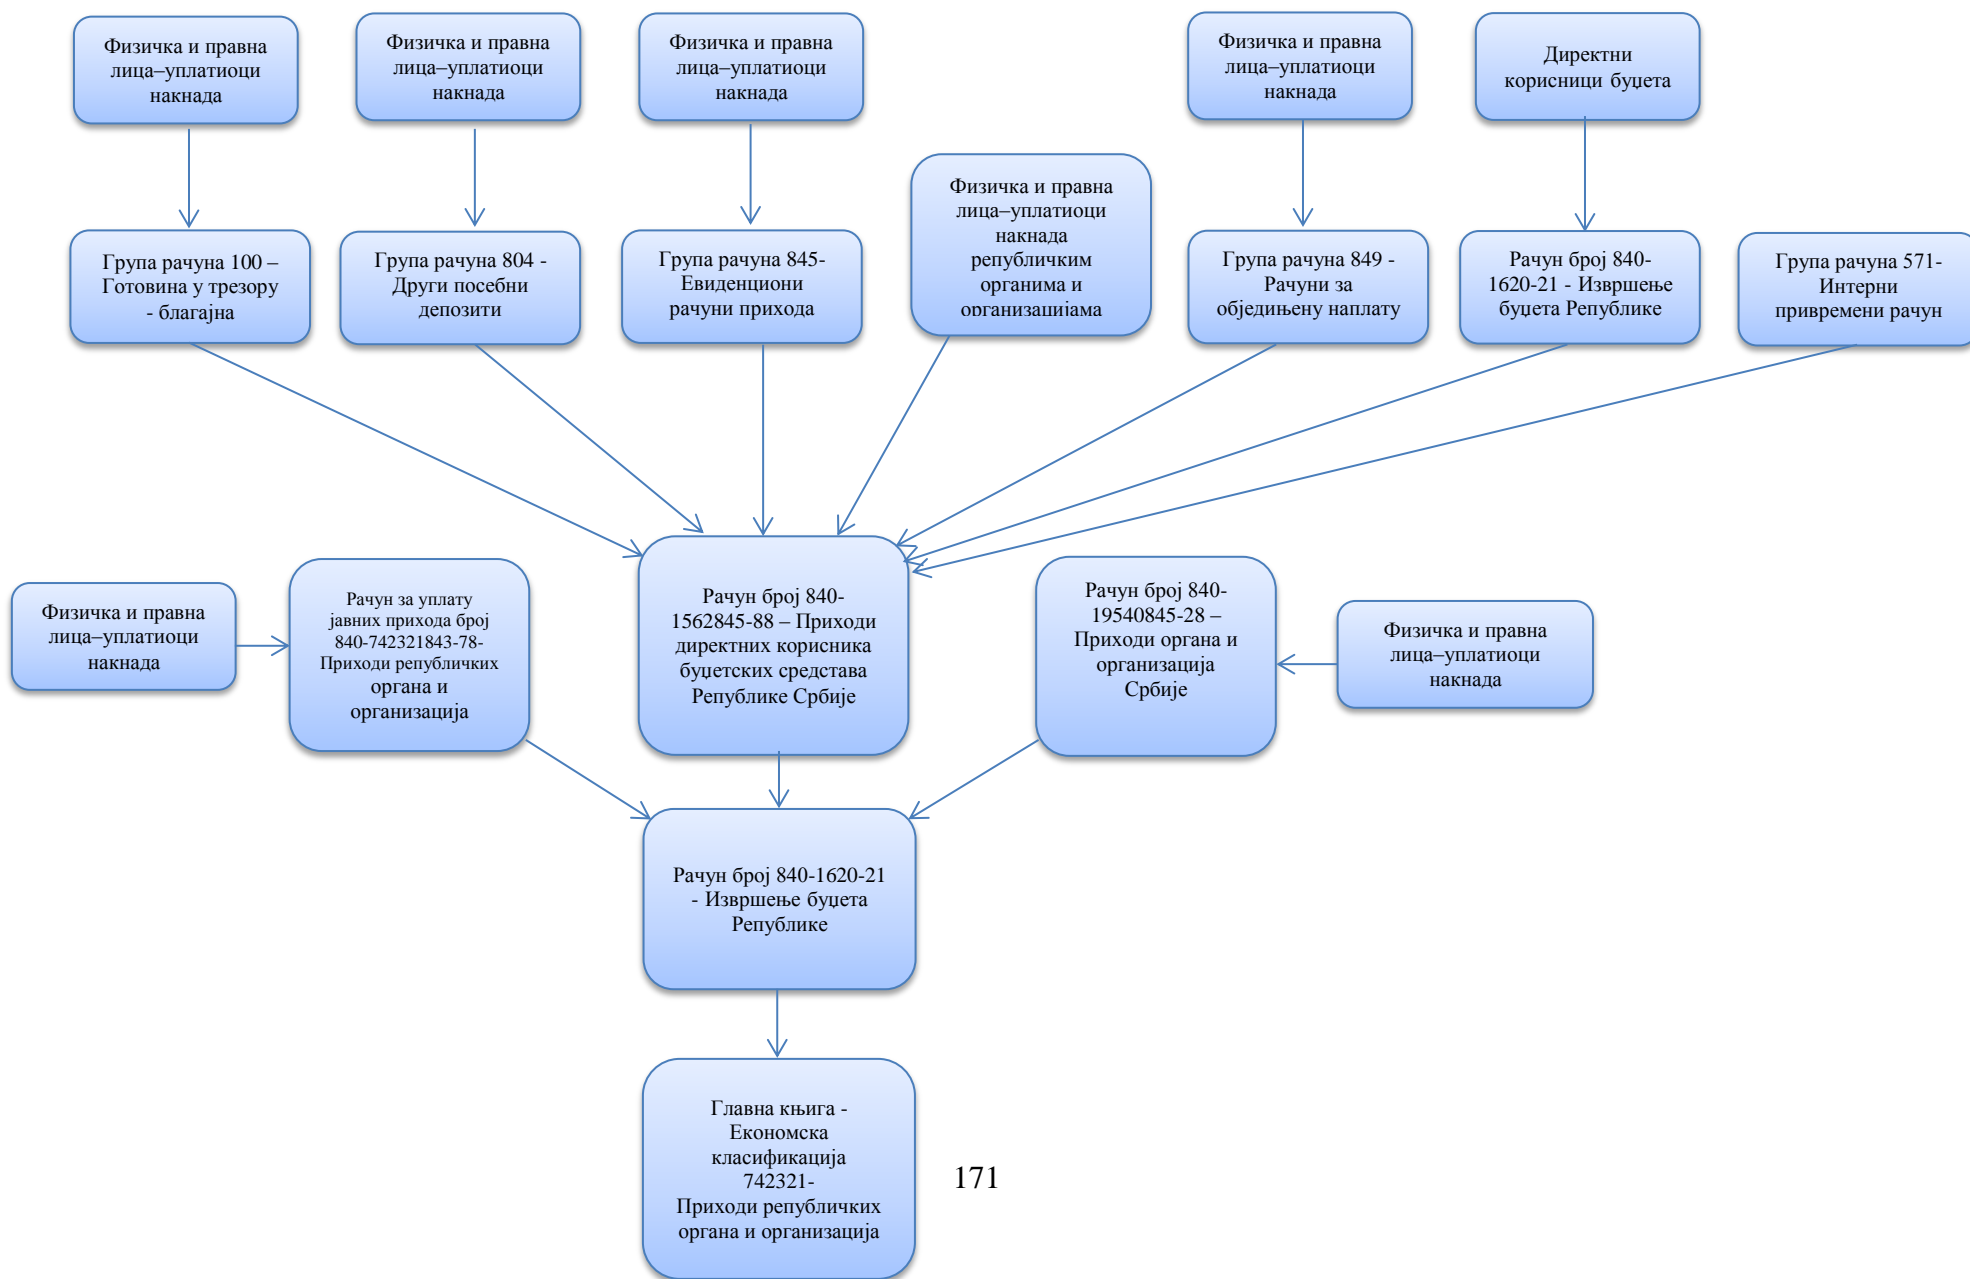 Физичка и правна
лица–уплатиоци
накнада
Физичка и правна
лица–уплатиоци
накнада
Физичка и правна
лица–уплатиоци
накнада
Физичка и правна
лица–уплатиоци
накнада
Директни
корисници буџета
Физичка и правна
лица–уплатиоци
накнада
републичким
органима и
организацијама
Група рачуна 100 –
Готовина у трезору
- благајна
Група рачуна 804 -
Други посебни
депозити
Група рачуна 845-
Евиденциони
рачуни прихода
Група рачуна 849 -
Рачуни за
обједињену наплату
Рачун број 840-
1620-21 - Извршење
буџета Републике
Група рачуна 571-
Интерни
привремени рачун
Физичка и правна
лица–уплатиоци
накнада
Рачун за уплату
јавних прихода број
840-742321843-78-
Приходи републичких
органа и
организација
Рачун број 840-
1562845-88 – Приходи
директних корисника
буџетских средстава
Републике Србије
Рачун број 840-
19540845-28 –
Приходи органа и
организација
Србије
Физичка и правна
лица–уплатиоци
накнада
Рачун број 840-1620-21
- Извршење буџета
Републике
Главна књига -
Економска
класификација
742321-
Приходи републичких
органа и организација
171